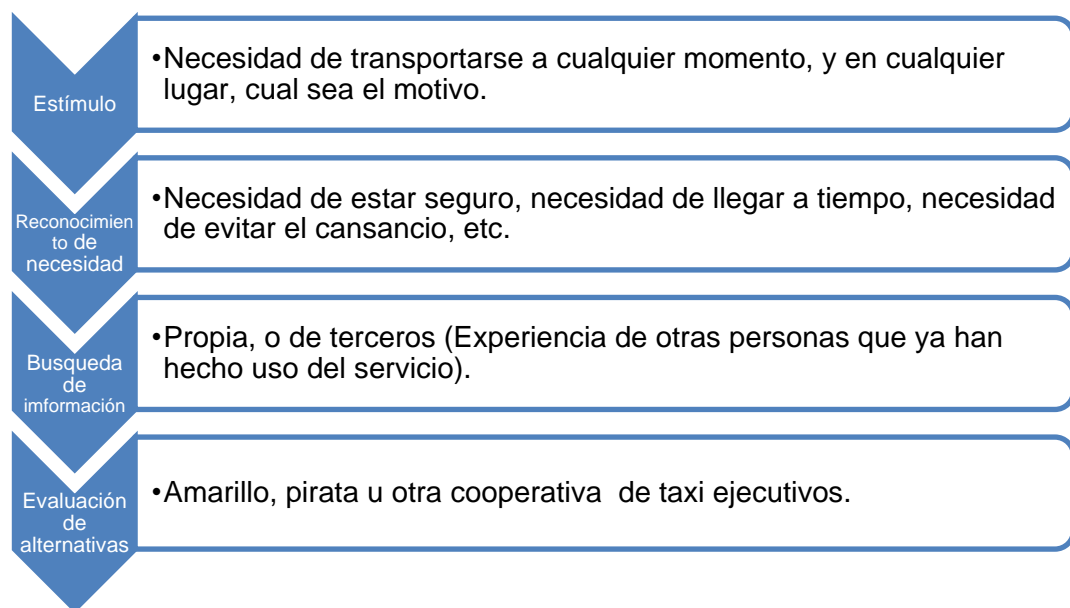 Estímulo
•Necesidad de transportarse a cualquier momento, y en cualquier
lugar, cual sea el motivo.
Reconocimien
to de
necesidad
•Necesidad de estar seguro, necesidad de llegar a tiempo, necesidad
de evitar el cansancio, etc.
Busqueda
de
imformación
•Propia, o de terceros (Experiencia de otras personas que ya han
hecho uso del servicio).
Evaluación
de
alternativas
•Amarillo, pirata u otra cooperativa de taxi ejecutivos.